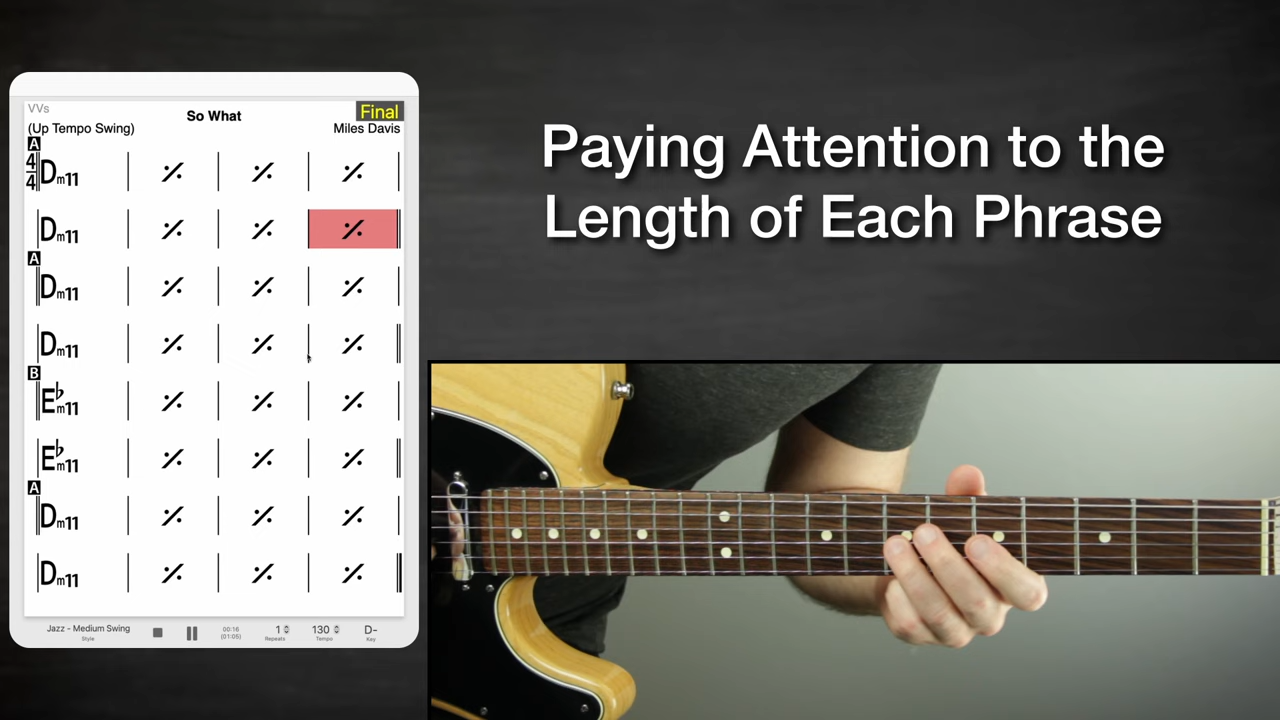 VVs
So What
Final
(Up Tempo Swing)
Miles Davis
A
4
4
Dm11
Dm11
A
Dm11
Dm11
B
E♭m11
E♭m11
A
Dm11
Dm11
Jazz - Medium Swing
Style
00:16
(01:05)
1
Repeats
130
Tempo
D-
Key
Paying Attention to the
Length of Each Phrase